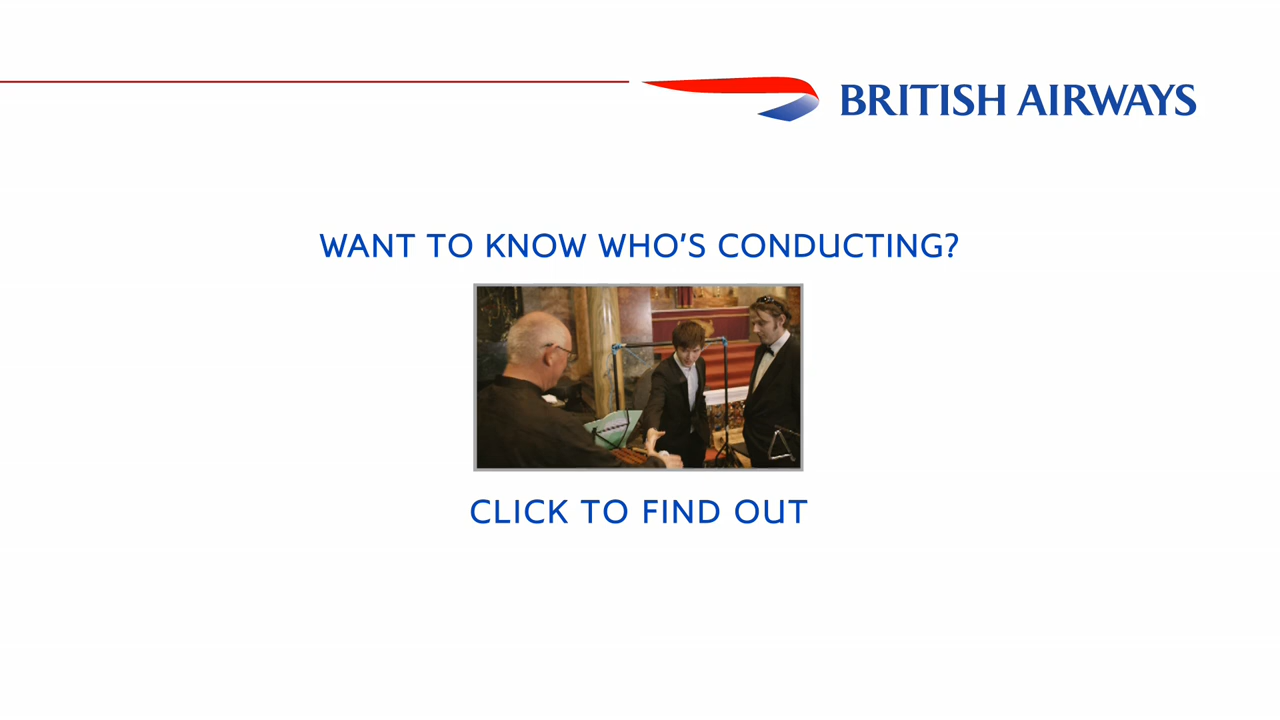 BRITISH AIRWAYS
WANT TO KNOW WHO'S CONDUCTING?
CLICK TO FIND OUT